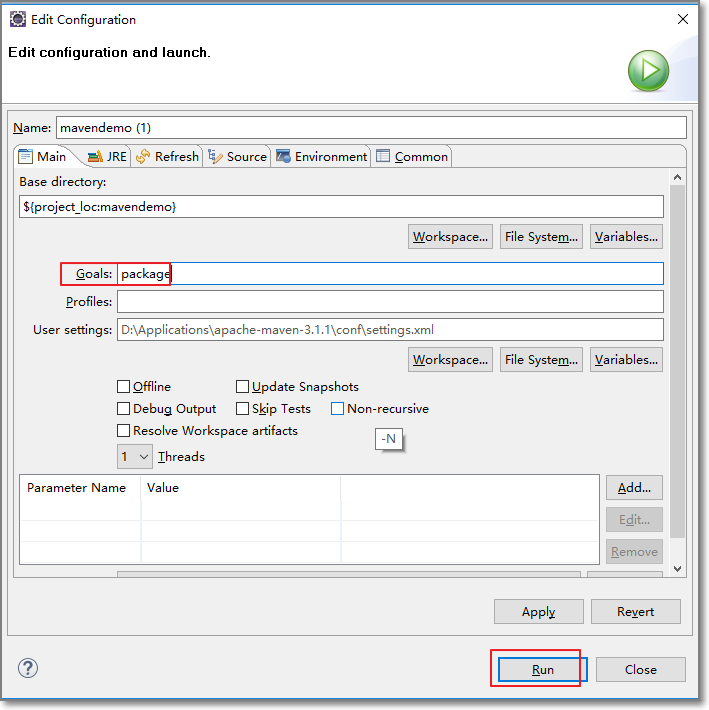 Edit Configuration
Edit configuration and launch.
Name: mavendemo (1)
Main JRE Refresh Source Environment Common
Base directory:
${project_loc:mavendemo}
Workspace... File System... Variables...
Goals: package
Profiles:
User settings: D:\Applications\apache-maven-3.1.1\conf\settings.xml
Workspace... File System... Variables...
Offline Update Snapshots
Debug Output Skip Tests Non-recursive
Resolve Workspace artifacts
-N
1 Threads
Parameter Name Value
Add...
Edit...
Remove
Apply Revert
? Run Close